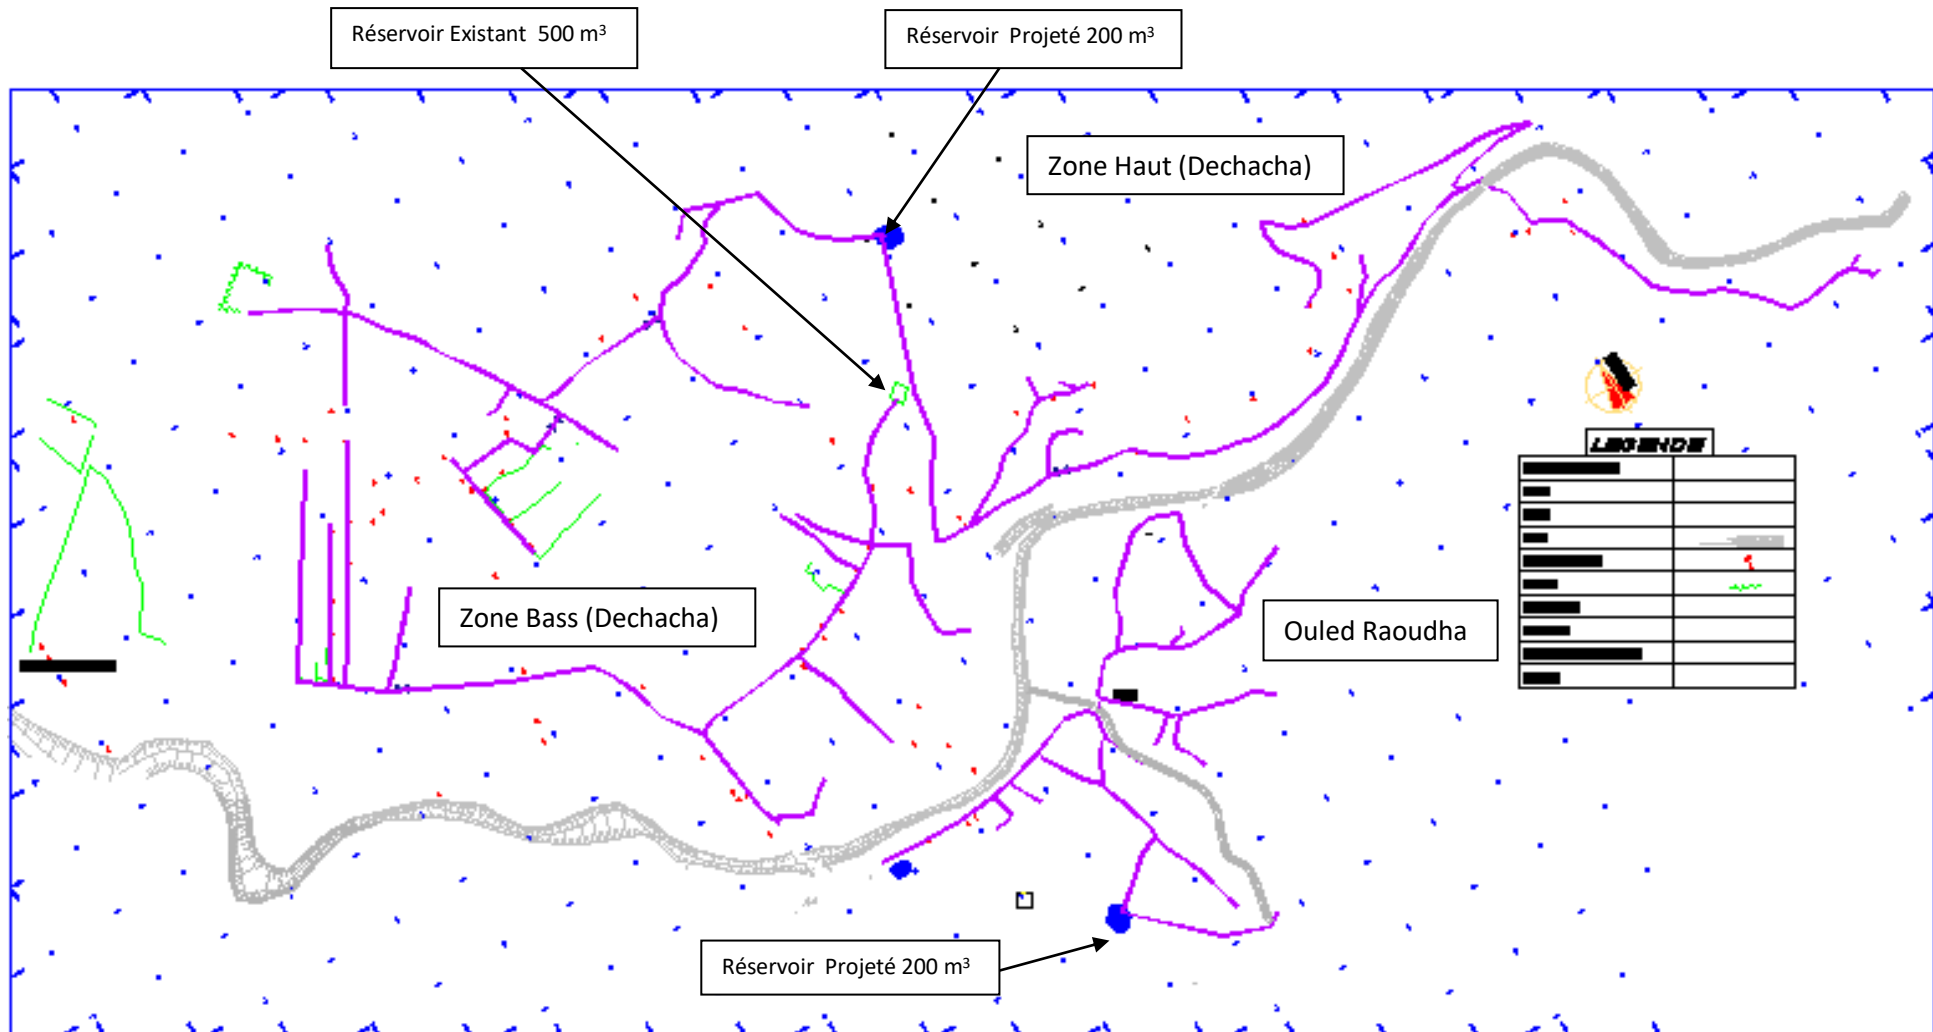 Réservoir Existant 500 m³
Réservoir Projeté 200 m³
Zone Haut (Dechacha)
LEGENDE
Zone Bass (Dechacha)
Ouled Raoudha
Réservoir Projeté 200 m³